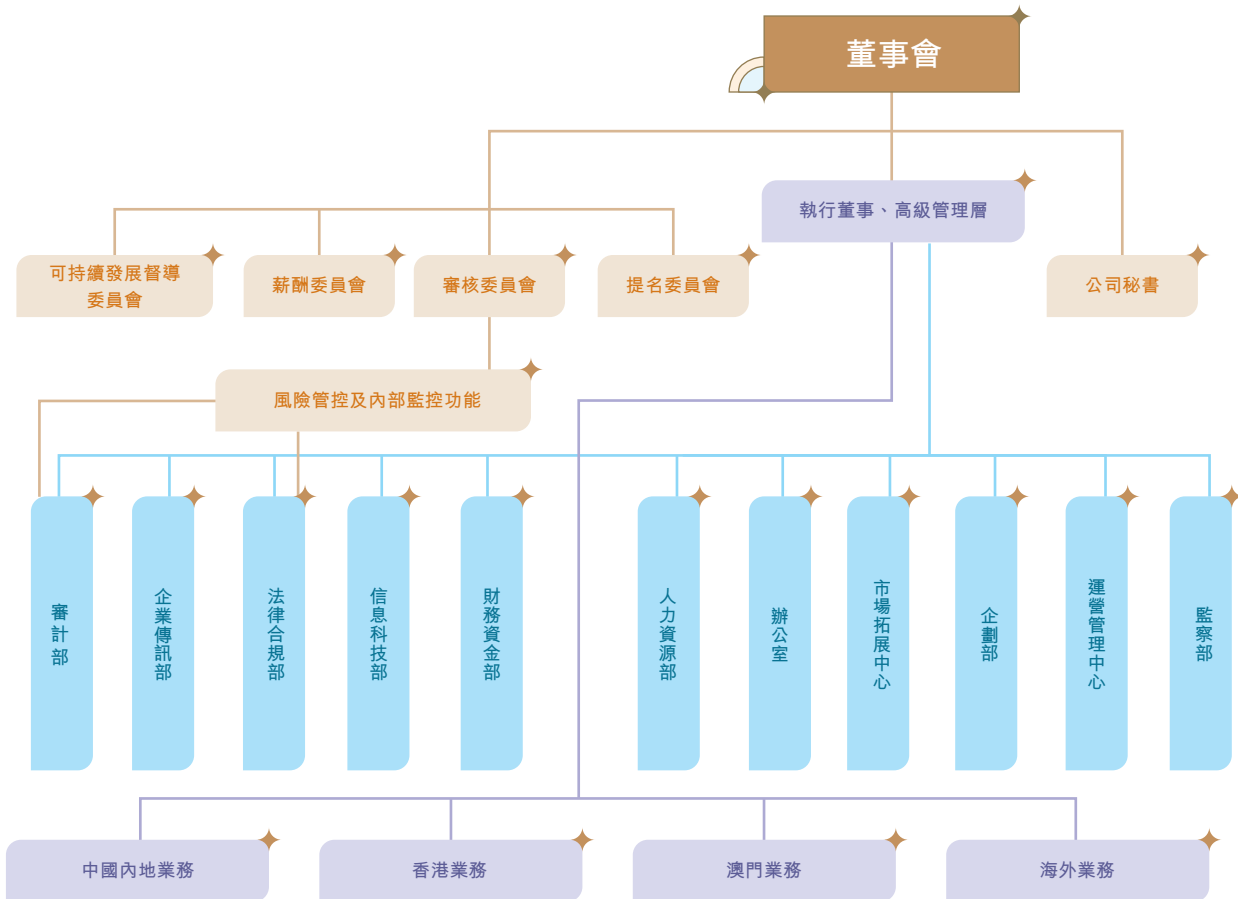 董事會
執行董事、高級管理層
可持續發展督導
委員會
薪酬委員會
審核委員會
提名委員會
公司秘書
風險管控及內部監控功能
審計部
企業傳訊部
法律合規部
信息科技部
財務資金部
人力資源部
辦公室
市場拓展中心
企劃部
運營管理中心
監察部
中國內地業務
香港業務
澳門業務
海外業務